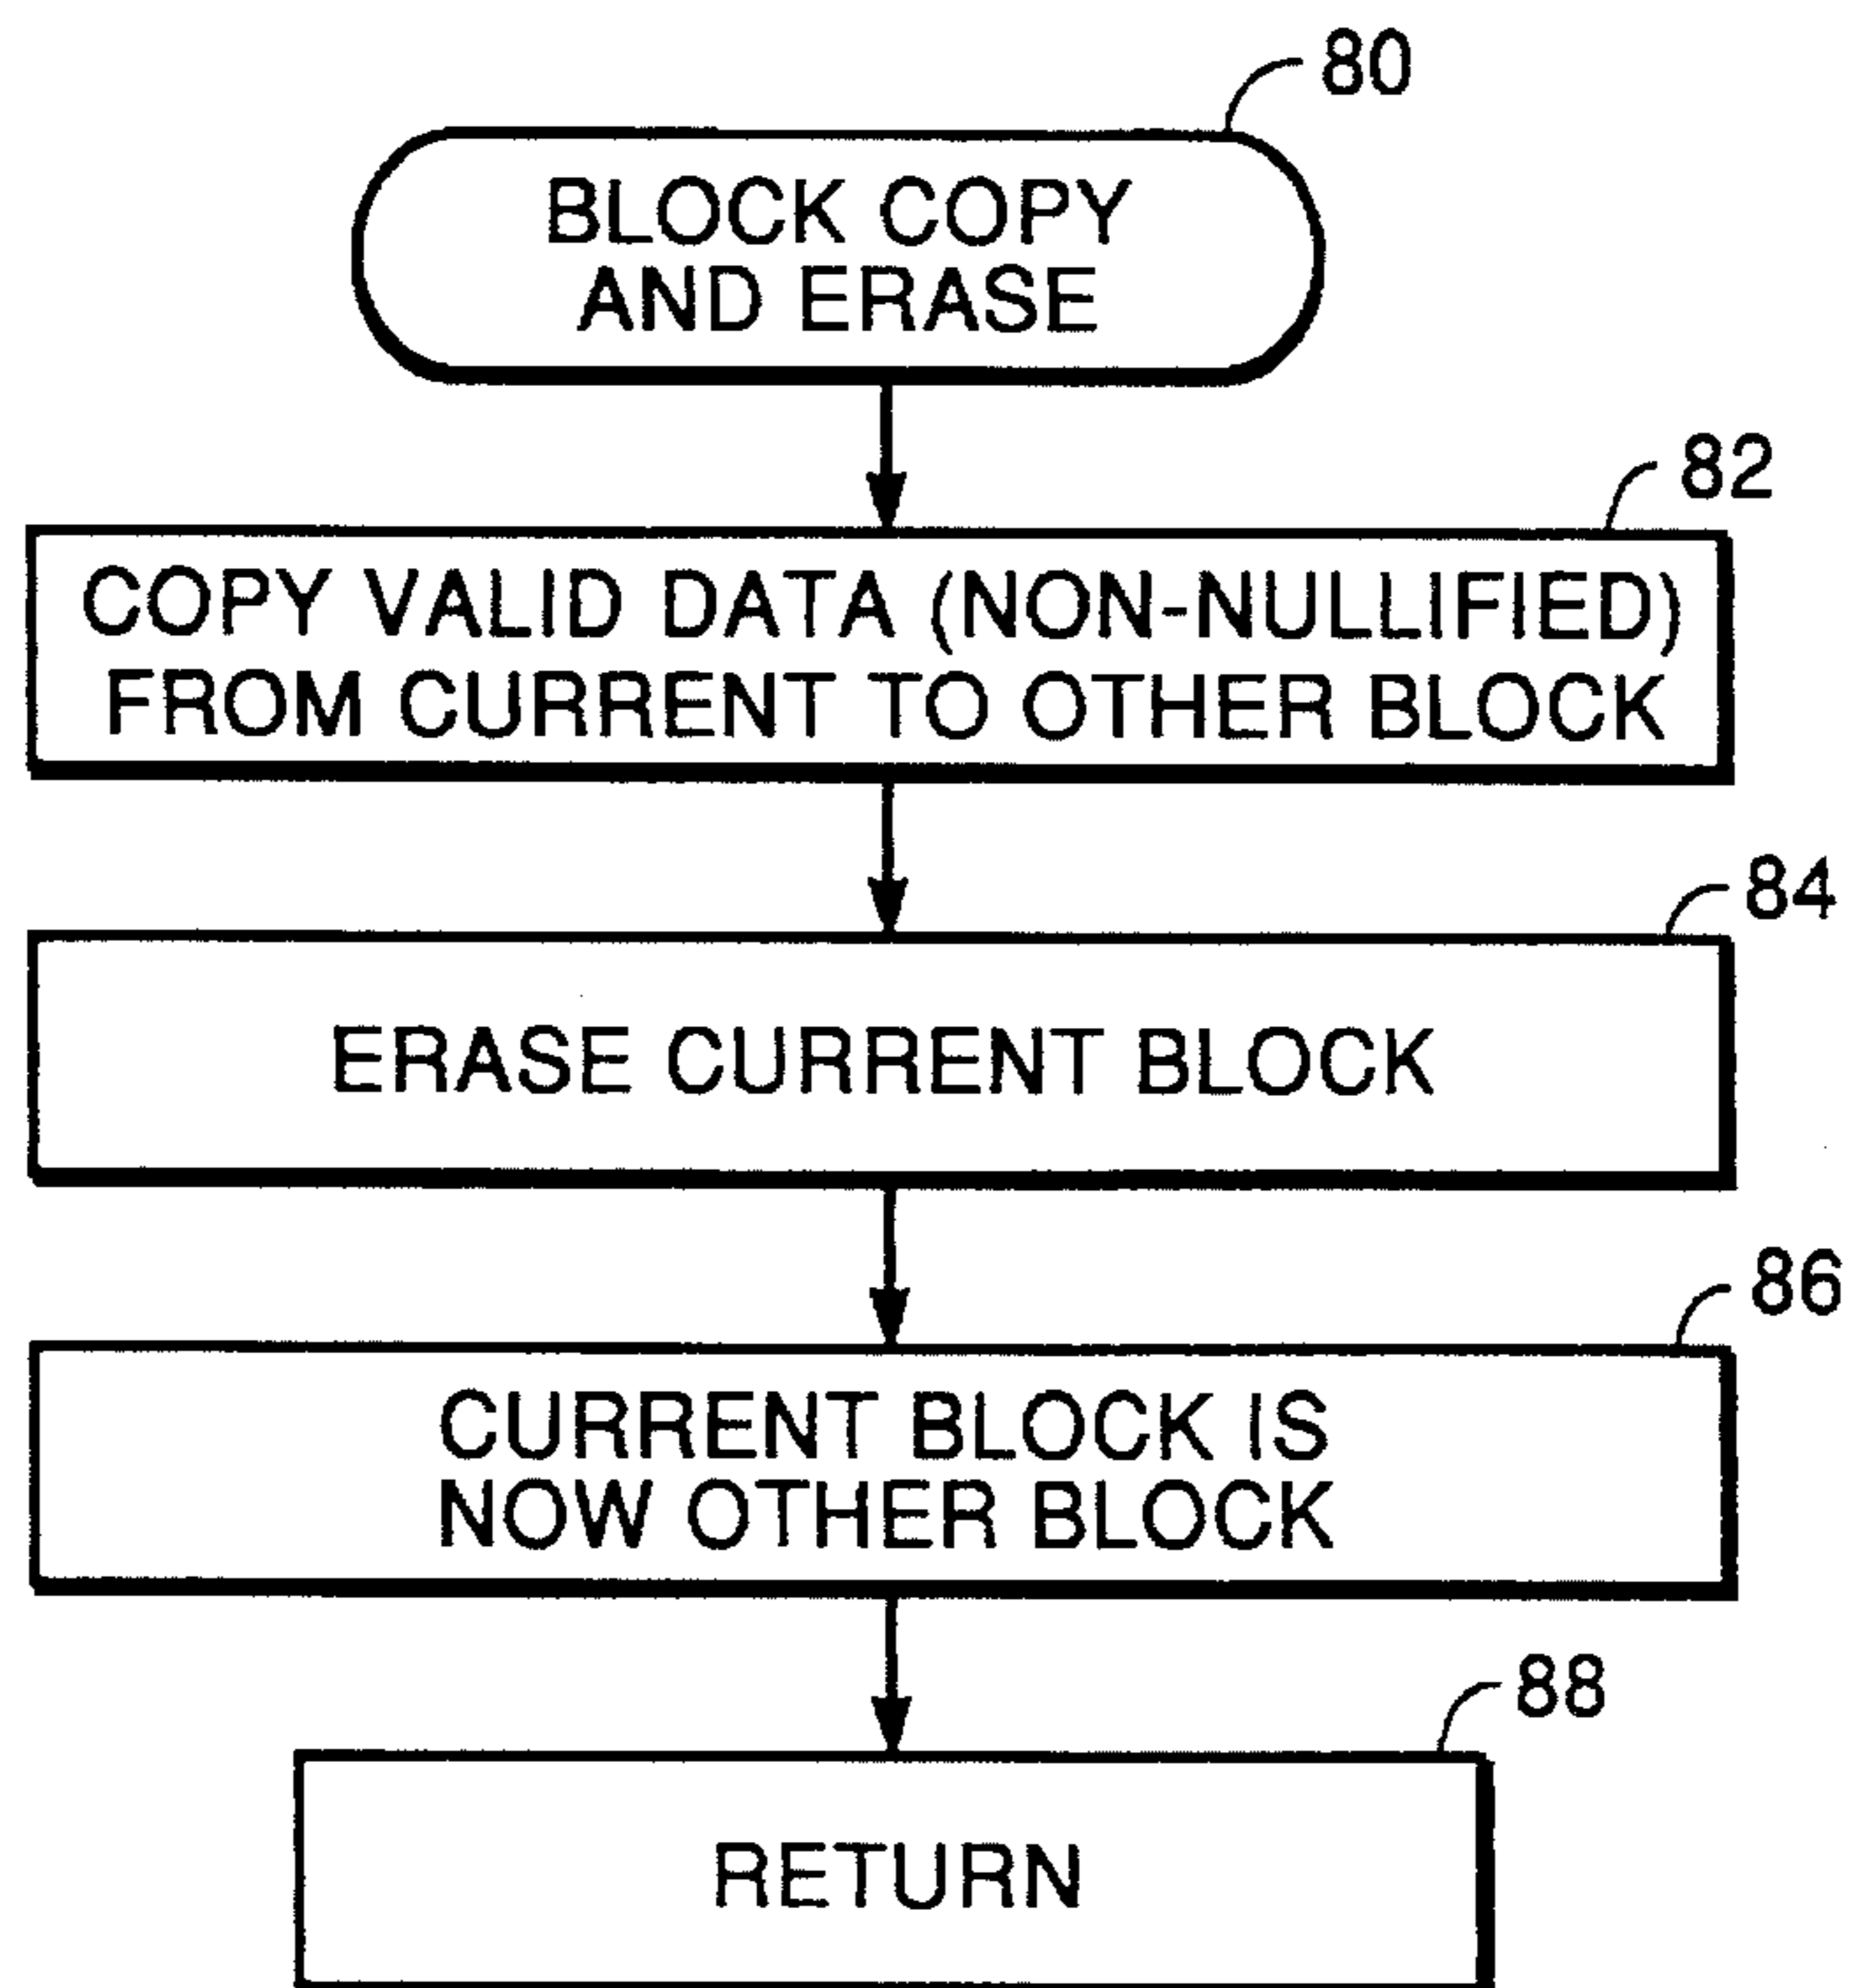 80
BLOCK COPY
AND ERASE
82
COPY VALID DATA (NON-NULLIFIED)
FROM CURRENT TO OTHER BLOCK
84
ERASE CURRENT BLOCK
86
CURRENT BLOCK IS
NOW OTHER BLOCK
88
RETURN